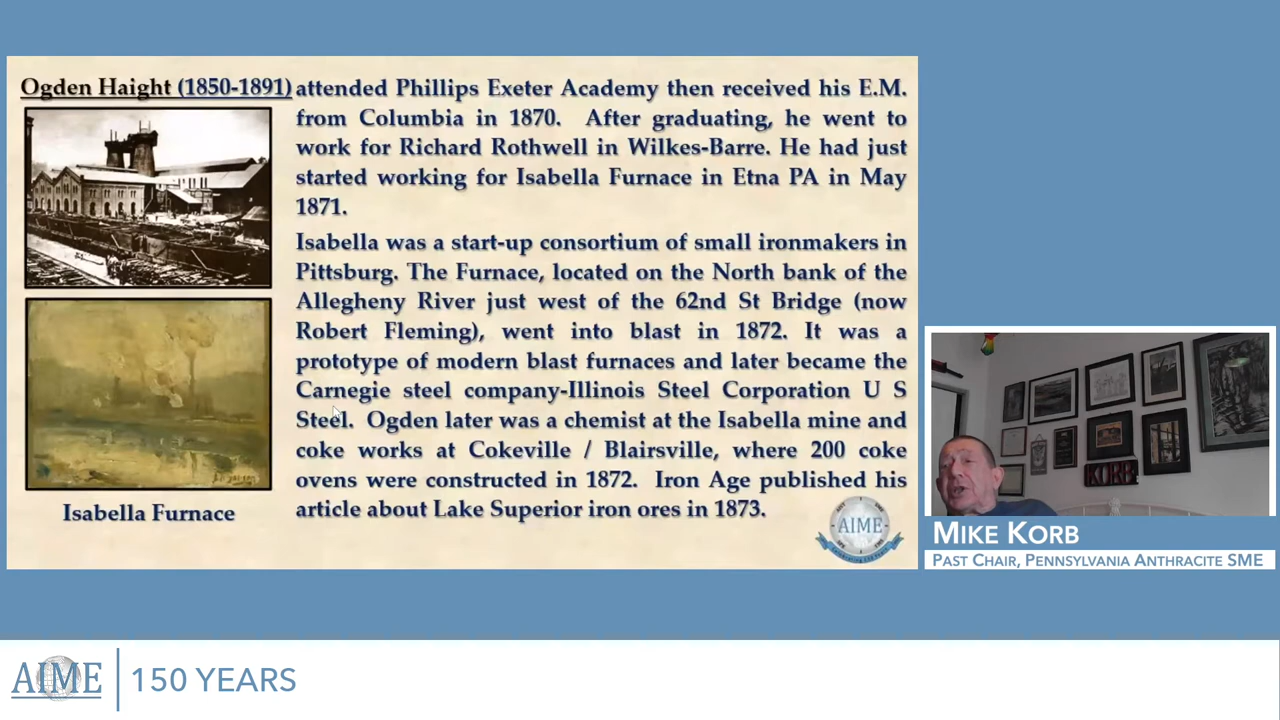 Ogden Haight (1850-1891) attended Phillips Exeter Academy then received his E.M.
from Columbia in 1870. After graduating, he went to
work for Richard Rothwell in Wilkes-Barre. He had just
started working for Isabella Furnace in Etna PA in May
1871.
Isabella was a start-up consortium of small ironmakers in
Pittsburg. The Furnace, located on the North bank of the
Allegheny River just west of the 62nd St Bridge (now
Robert Fleming), went into blast in 1872. It was a
prototype of modern blast furnaces and later became the
Carnegie steel company-Illinois Steel Corporation U S
Steel. Ogden later was a chemist at the Isabella mine and
coke works at Cokeville / Blairsville, where 200 coke
ovens were constructed in 1872. Iron Age published his
article about Lake Superior iron ores in 1873.
Isabella Furnace
AIME
KORB
MIKE KORB
PAST CHAIR, PENNSYLVANIA ANTHRACITE SME
AIME 150 YEARS